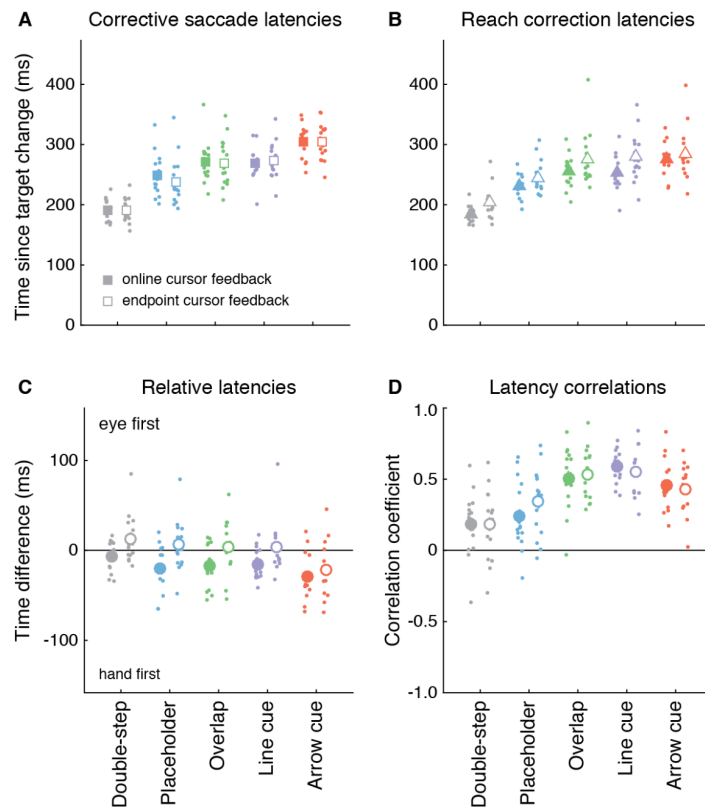 A Corrective saccade latencies
Time since target change (ms)
400
300
200
100
0
online cursor feedback
endpoint cursor feedback
B Reach correction latencies
400
300
200
100
0
C Relative latencies
Time difference (ms)
eye first
100
0
-100
hand first
Double-step
Placeholder
Overlap
Line cue
Arrow cue
D Latency correlations
Correlation coefficient
1.0
0.5
0
-0.5
-1.0
Double-step
Placeholder
Overlap
Line cue
Arrow cue